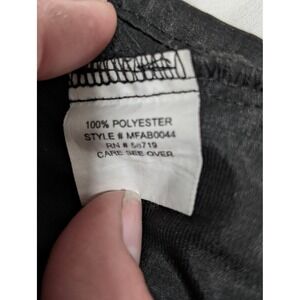 100% POLYESTER
STYLE # MFAB0044
RN #
CARE SEE OVER